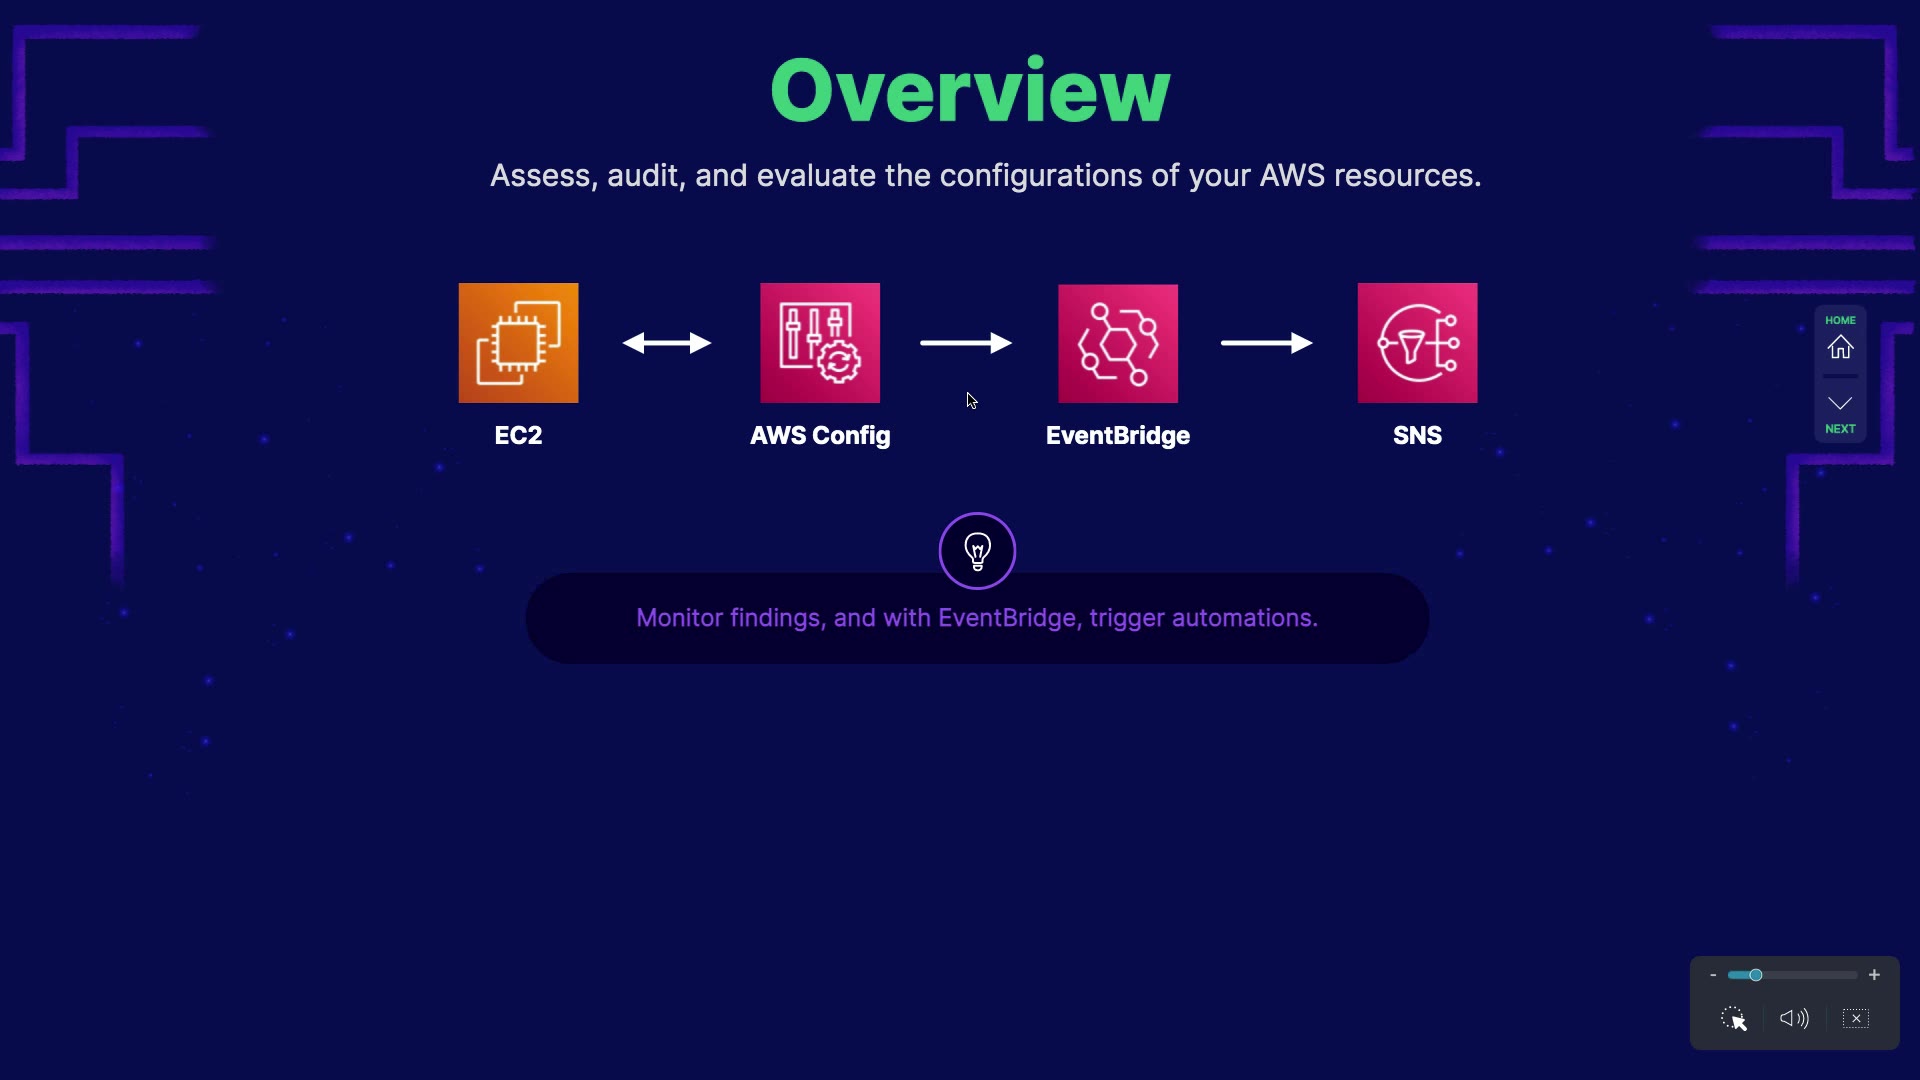 Overview
Assess, audit, and evaluate the configurations of your AWS resources.
EC2
AWS Config
EventBridge
SNS
HOME
NEXT
Monitor findings, and with EventBridge, trigger automations.
- +